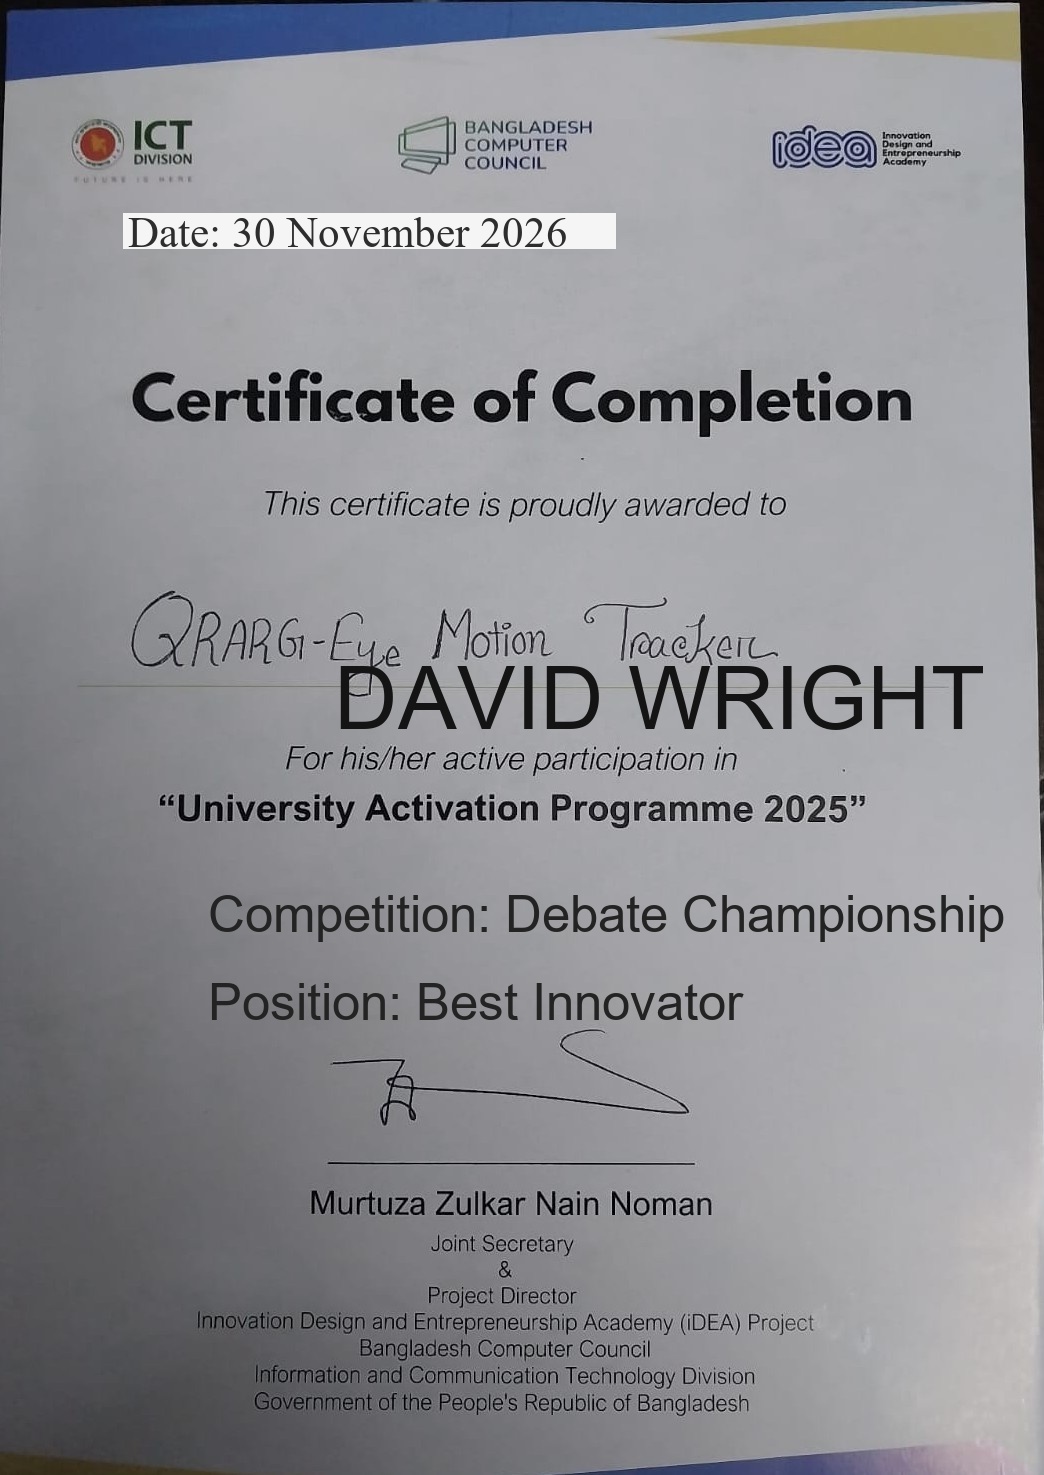 ICT
DIVISION
FUTURE IS HERE
BANGLADESH
COMPUTER
COUNCIL
idea
Innovation
Design and
Entrepreneurship
Academy
Date: 30 November 2026
Certificate of Completion
This certificate is proudly awarded to
QRARG-Eye Motion Tracker
DAVID WRIGHT
For his/her active participation in
“University Activation Programme 2025”
Competition: Debate Championship
Position: Best Innovator
Murtuza Zulkar Nain Noman
Joint Secretary
&
Project Director
Innovation Design and Entrepreneurship Academy (iDEA) Project
Bangladesh Computer Council
Information and Communication Technology Division
Government of the People's Republic of Bangladesh